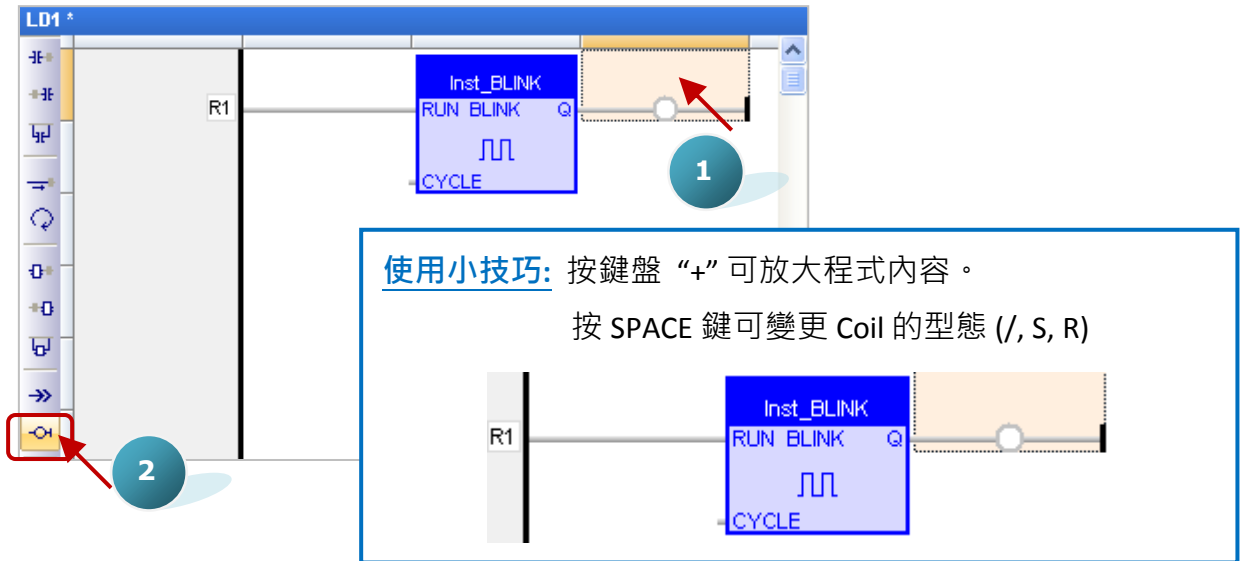 LD1 *
Inst_BLINK
R1
RUN BLINK Q
CYCLE
1
使用小技巧: 按鍵盤 “+” 可放大程式內容。
按 SPACE 鍵可變更 Coil 的型態 (/, S, R)
2
Inst_BLINK
R1
RUN BLINK Q
CYCLE